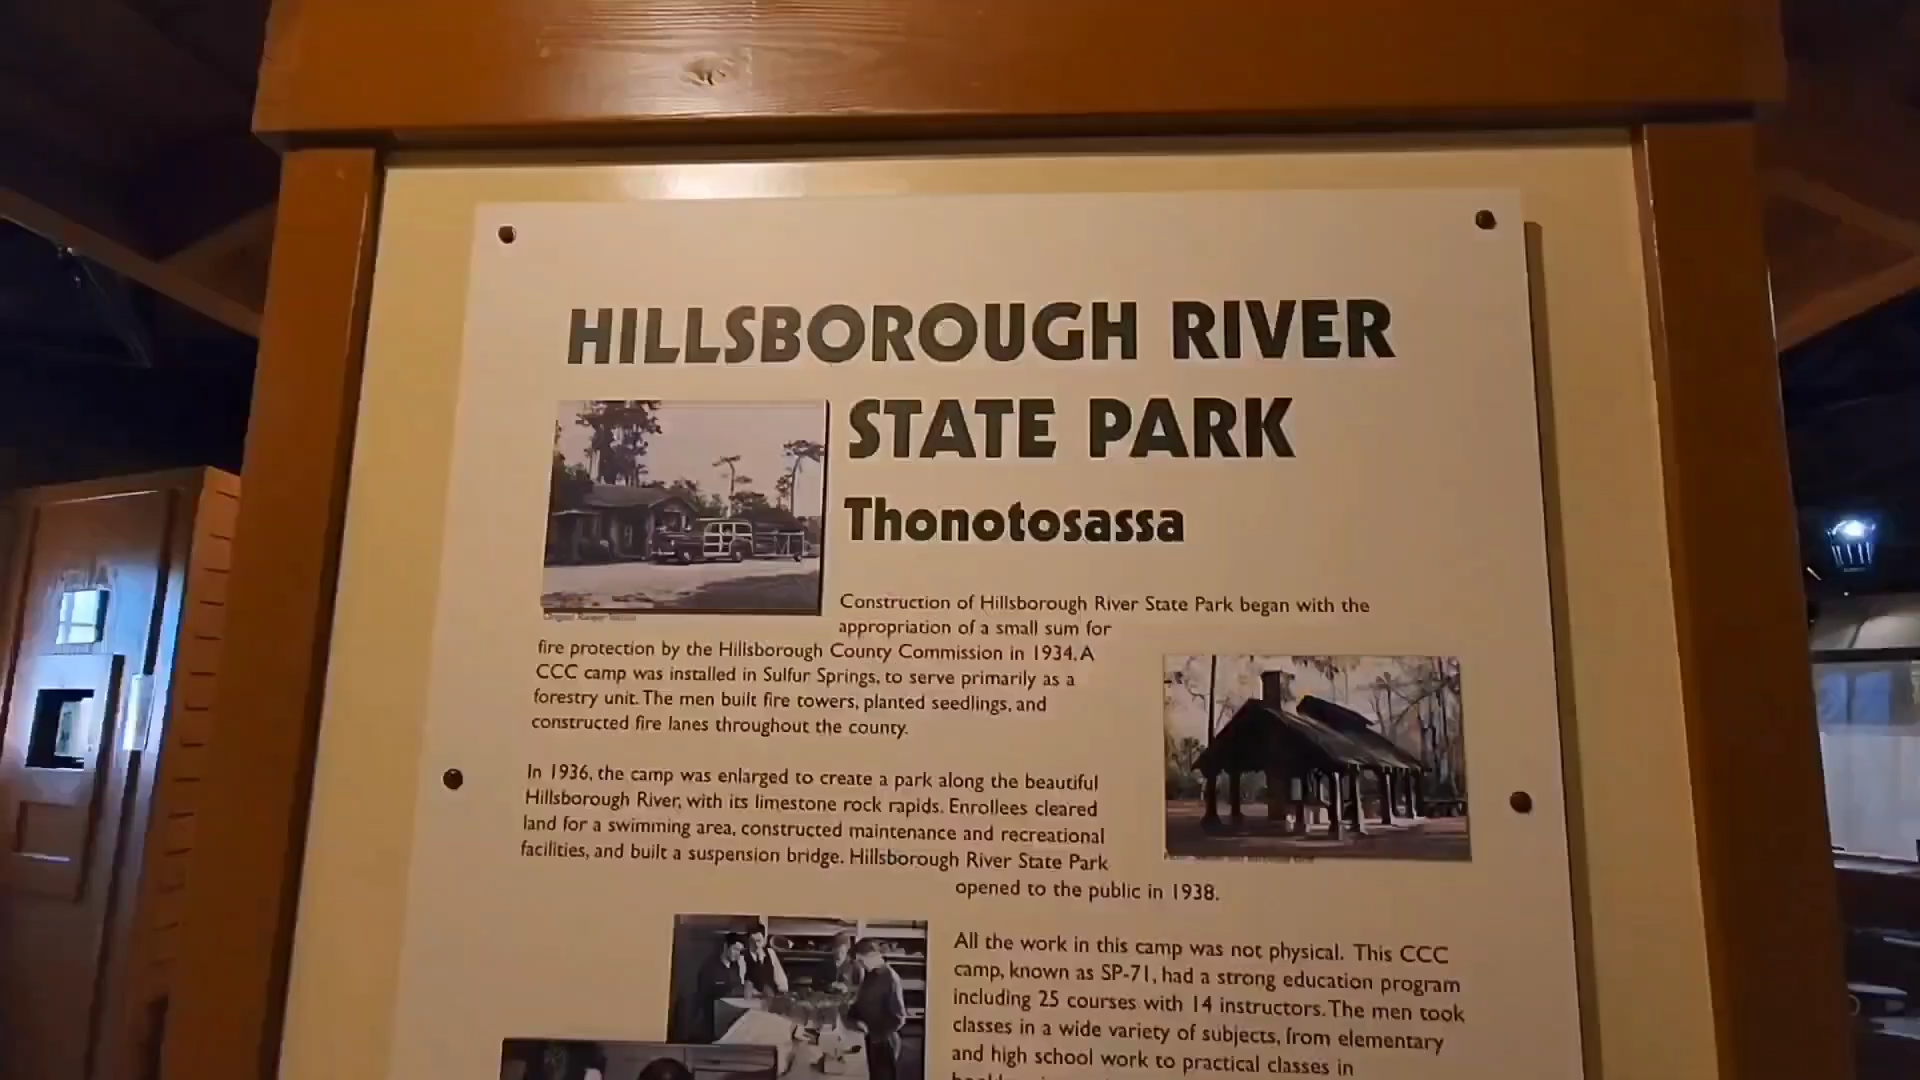 HILLSBOROUGH RIVER
STATE PARK
Thonotosassa
Construction of Hillsborough River State Park began with the
appropriation of a small sum for
fire protection by the Hillsborough County Commission in 1934. A
CCC camp was installed in Sulfur Springs, to serve primarily as a
forestry unit. The men built fire towers, planted seedlings, and
constructed fire lanes throughout the county.
In 1936, the camp was enlarged to create a park along the beautiful
Hillsborough River, with its limestone rock rapids. Enrollees cleared
land for a swimming area, constructed maintenance and recreational
facilities, and built a suspension bridge. Hillsborough River State Park
opened to the public in 1938.
All the work in this camp was not physical. This CCC
camp, known as SP-71, had a strong education program
including 25 courses with 14 instructors. The men took
classes in a wide variety of subjects, from elementary
and high school work to practical classes in